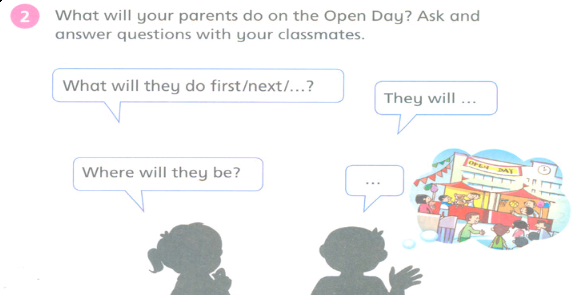 2
What will your parents do on the Open Day? Ask and
answer questions with your classmates.
What will they do first/next/...?
They will ...
Where will they be?
...
OPEN DAY